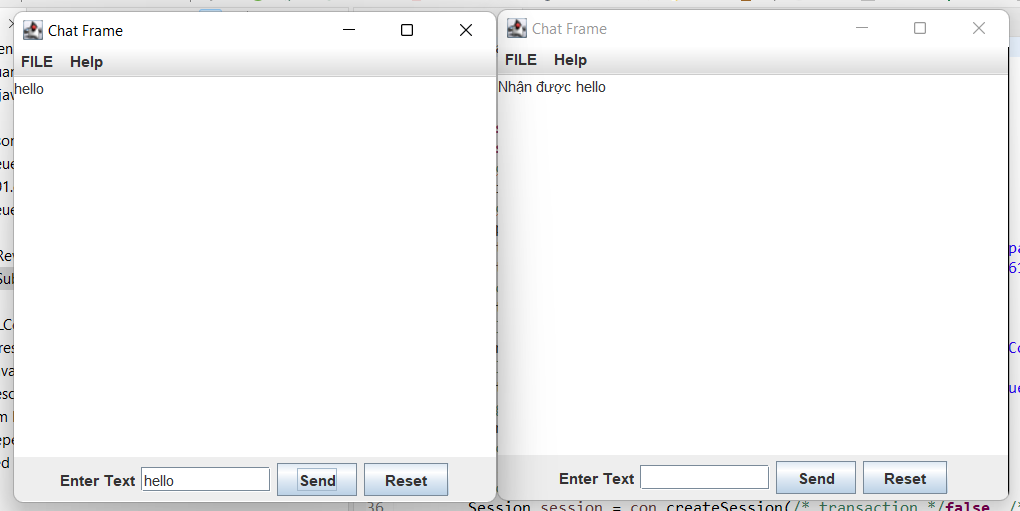 Chat Frame
FILE Help
hello
Enter Text hello Send Reset
Chat Frame
FILE Help
Nhận được hello
Enter Text Send Reset
36 Session session = con.createSession(/* transaction */false, /*